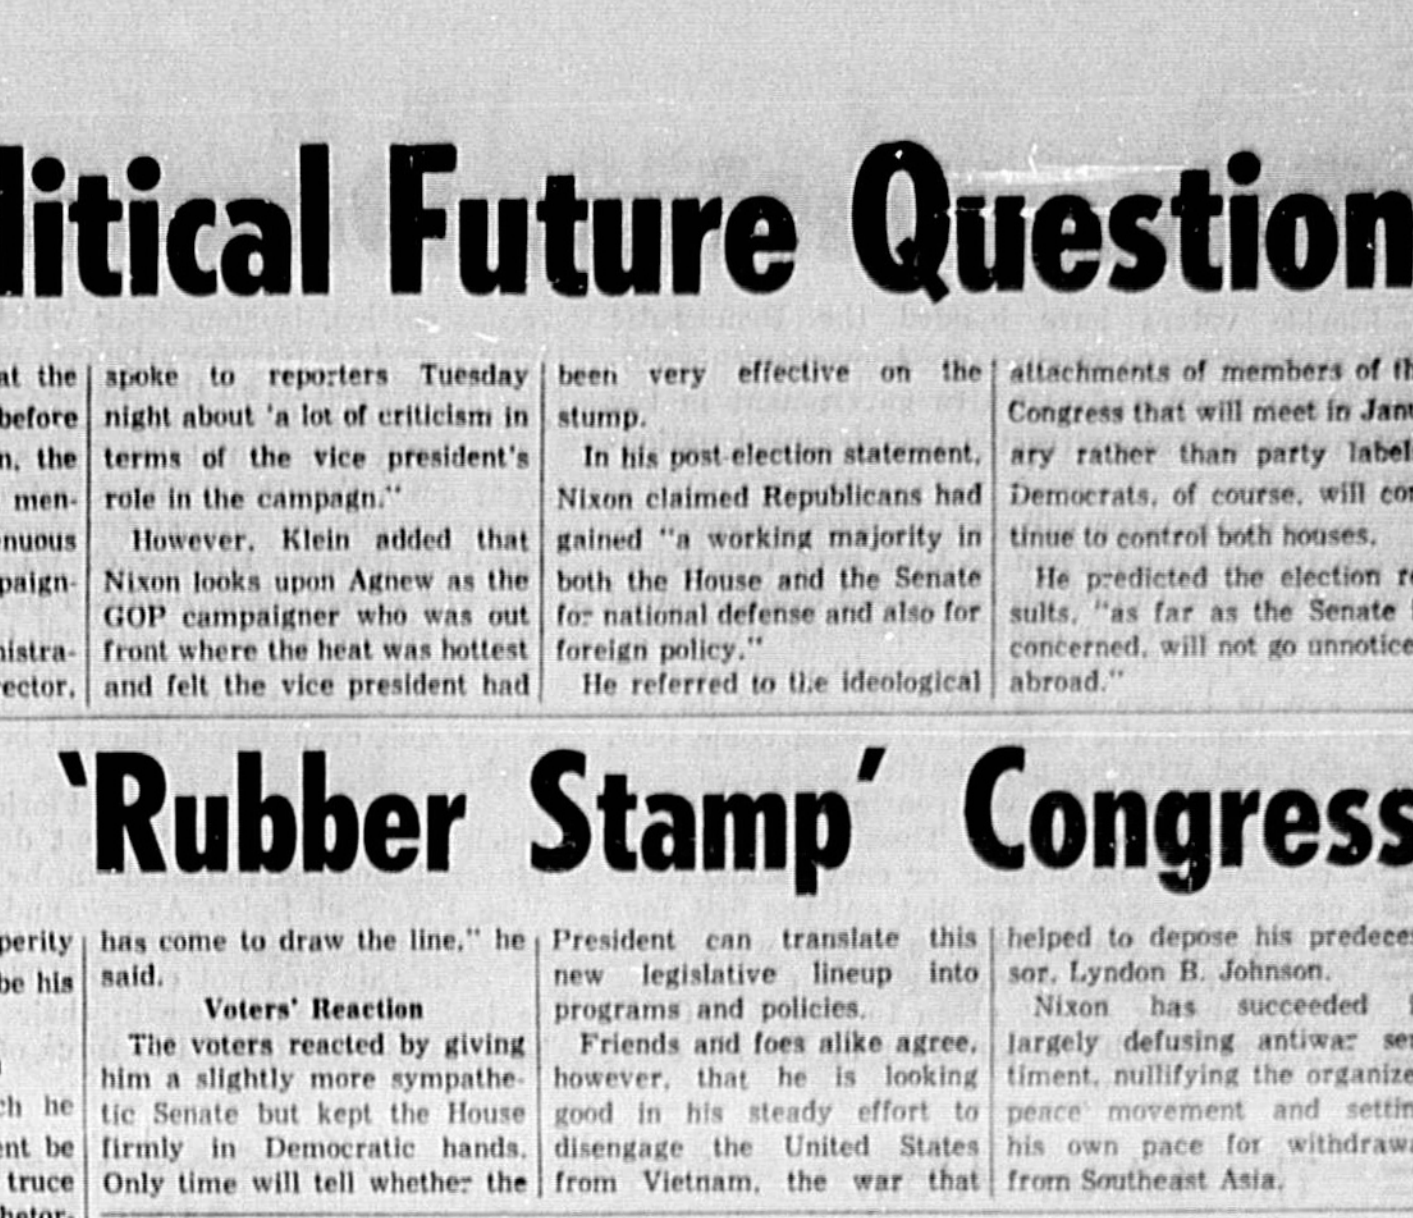 litical Future Question
at the
before
n, the
men-
nuous
paign-
nistra-
ector,
spoke to reporters Tuesday
night about 'a lot of criticism in
terms of the vice president's
role in the campagn."
However, Klein added that
Nixon looks upon Agnew as the
GOP campaigner who was out
front where the heat was hottest
and felt the vice president had
been very effective on the
stump.
In his post-election statement,
Nixon claimed Republicans had
gained "a working majority in
both the House and the Senate
for national defense and also for
foreign policy."
He referred to the ideological
attachments of members of th
Congress that will meet in Janu
ary rather than party label
Democrats, of course, will con
tinue to control both houses.
He predicted the election re
sults, "as far as the Senate i
concerned, will not go unnotice
abroad."
'Rubber Stamp' Congress
perity
be his
ch he
ent be
truce
hetor-
has come to draw the line," he
said.
Voters' Reaction
The voters reacted by giving
him a slightly more sympathe-
tic Senate but kept the House
firmly in Democratic hands.
Only time will tell whether the
President can translate this
new legislative lineup into
programs and policies.
Friends and foes alike agree,
however, that he is looking
good in his steady effort to
disengage the United States
from Vietnam, the war that
helped to depose his predeces
sor, Lyndon B. Johnson.
Nixon has succeeded i
largely defusing antiwar sen
timent, nullifying the organize
peace movement and settin
his own pace for withdrawa
from Southeast Asia.